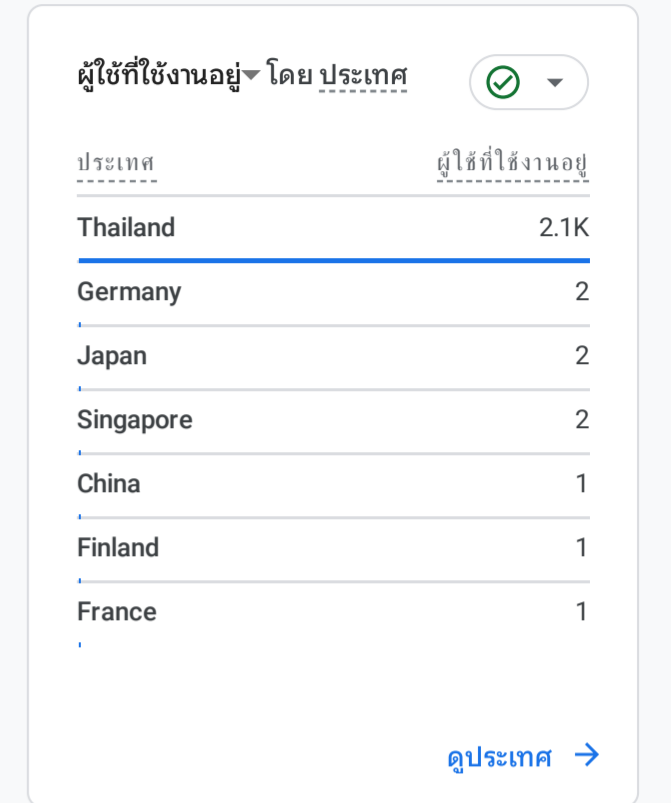 ผู้ใช้ที่ใช้งานอยู่ โดย ประเทศ
ประเทศ ผู้ใช้ที่ใช้งานอยู่
Thailand 2.1K
Germany 2
Japan 2
Singapore 2
China 1
Finland 1
France 1
ดูประเทศ